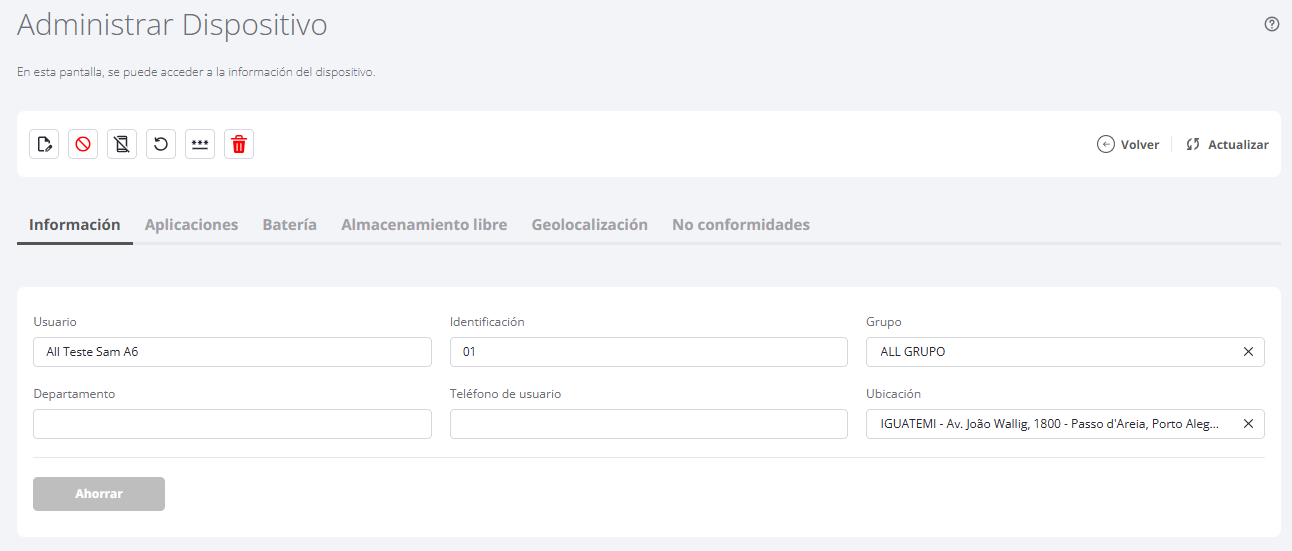 Administrar Dispositivo
En esta pantalla, se puede acceder a la información del dispositivo.
Volver
Actualizar
Información Aplicaciones Batería Almacenamiento libre Geolocalización No conformidades
Usuario Identificación Grupo
All Teste Sam A6 01 ALL GRUPO
Departamento Teléfono de usuario Ubicación
IGUATEMI - Av. João Wallig, 1800 - Passo d'Areia, Porto Aleg...
Ahorrar